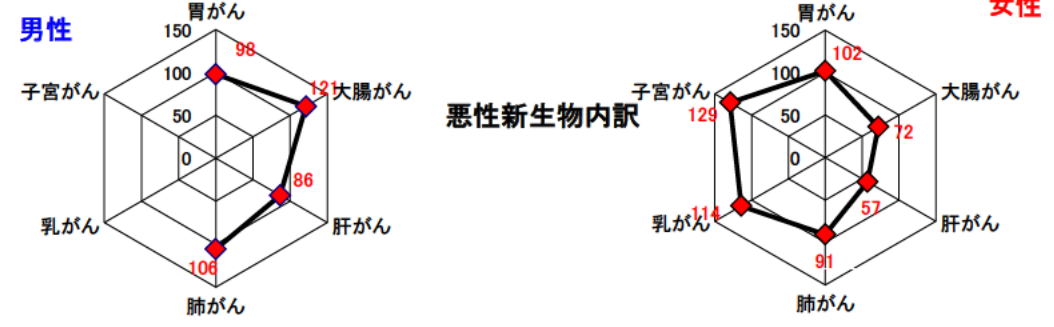 男性
胃がん
150
98
100
121
大腸がん
子宮がん
50
0
86
乳がん
肝がん
106
肺がん
悪性新生物内訳
女性
胃がん
150
102
100
子宮がん
129
大腸がん
50
72
0
57
114
乳がん
肝がん
91
肺がん